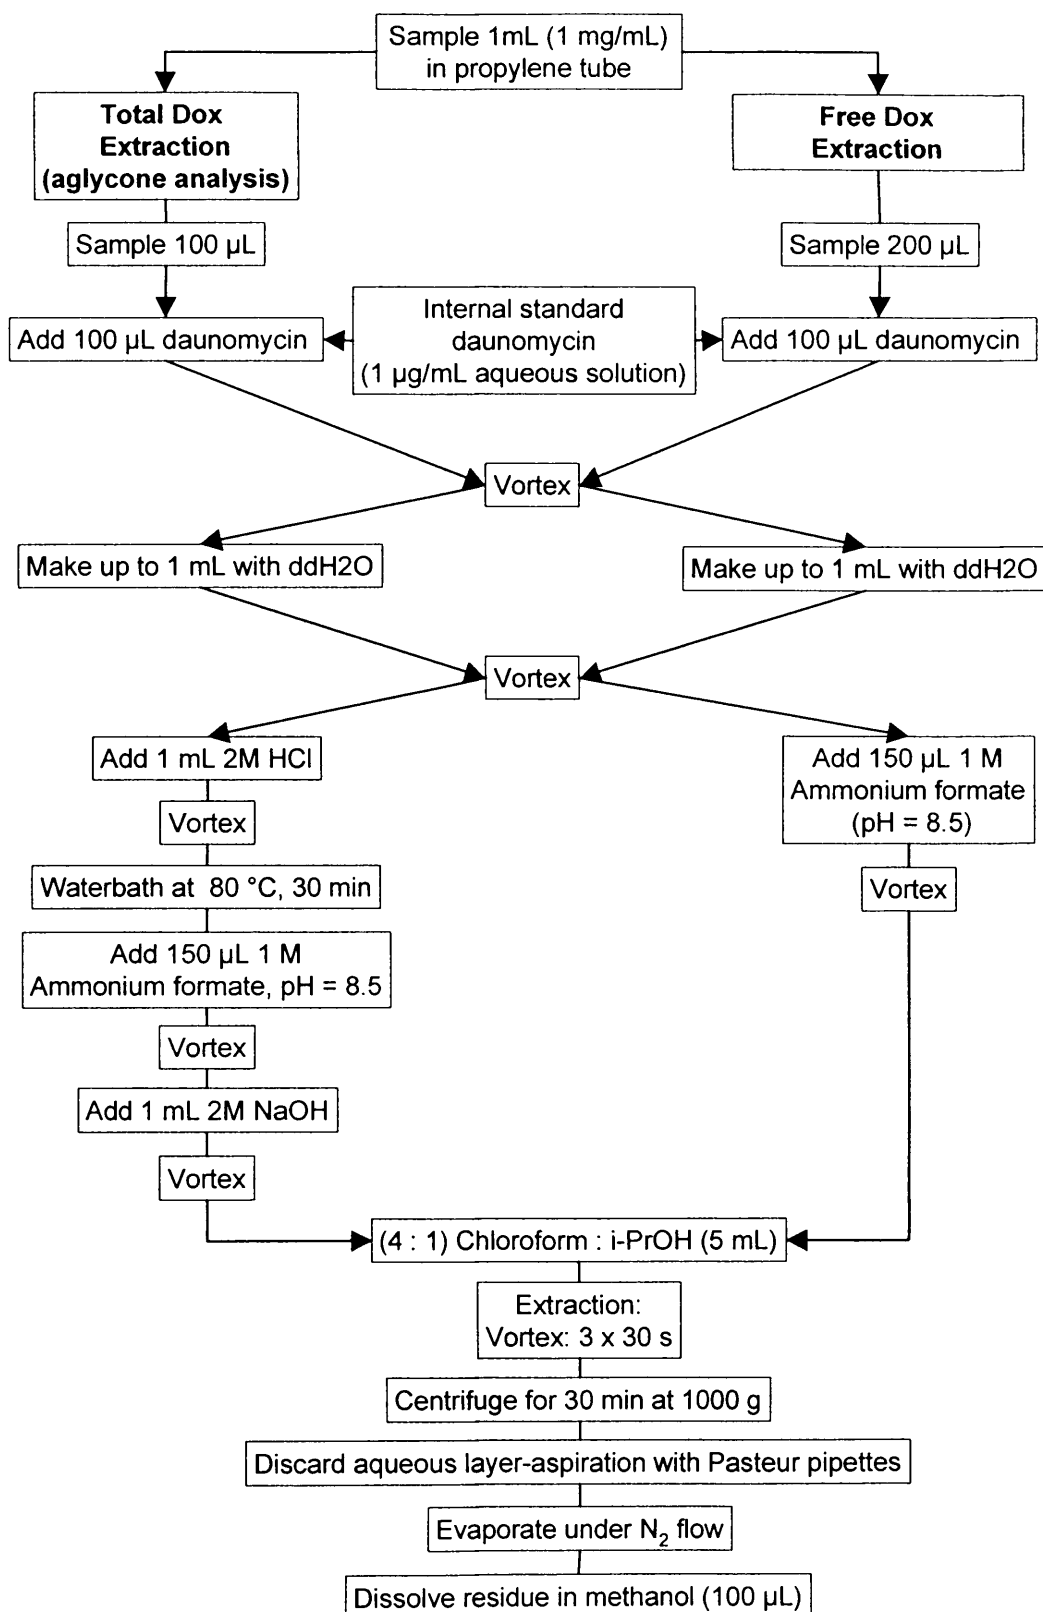 Sample 1mL (1 mg/mL)
in propylene tube
Total Dox
Extraction
(aglycone analysis)
Free Dox
Extraction
Sample 100 µL
Sample 200 µL
Add 100 µL daunomycin
Internal standard
daunomycin
(1 µg/mL aqueous solution)
Add 100 µL daunomycin
Vortex
Make up to 1 mL with ddH2O
Make up to 1 mL with ddH2O
Vortex
Add 1 mL 2M HCl
Vortex
Waterbath at 80 °C, 30 min
Add 150 µL 1 M
Ammonium formate, pH = 8.5
Vortex
Add 1 mL 2M NaOH
Vortex
Add 150 µL 1 M
Ammonium formate
(pH = 8.5)
Vortex
(4 : 1) Chloroform : i-PrOH (5 mL)
Extraction:
Vortex: 3 x 30 s
Centrifuge for 30 min at 1000 g
Discard aqueous layer-aspiration with Pasteur pipettes
Evaporate under N₂ flow
Dissolve residue in methanol (100 µL)